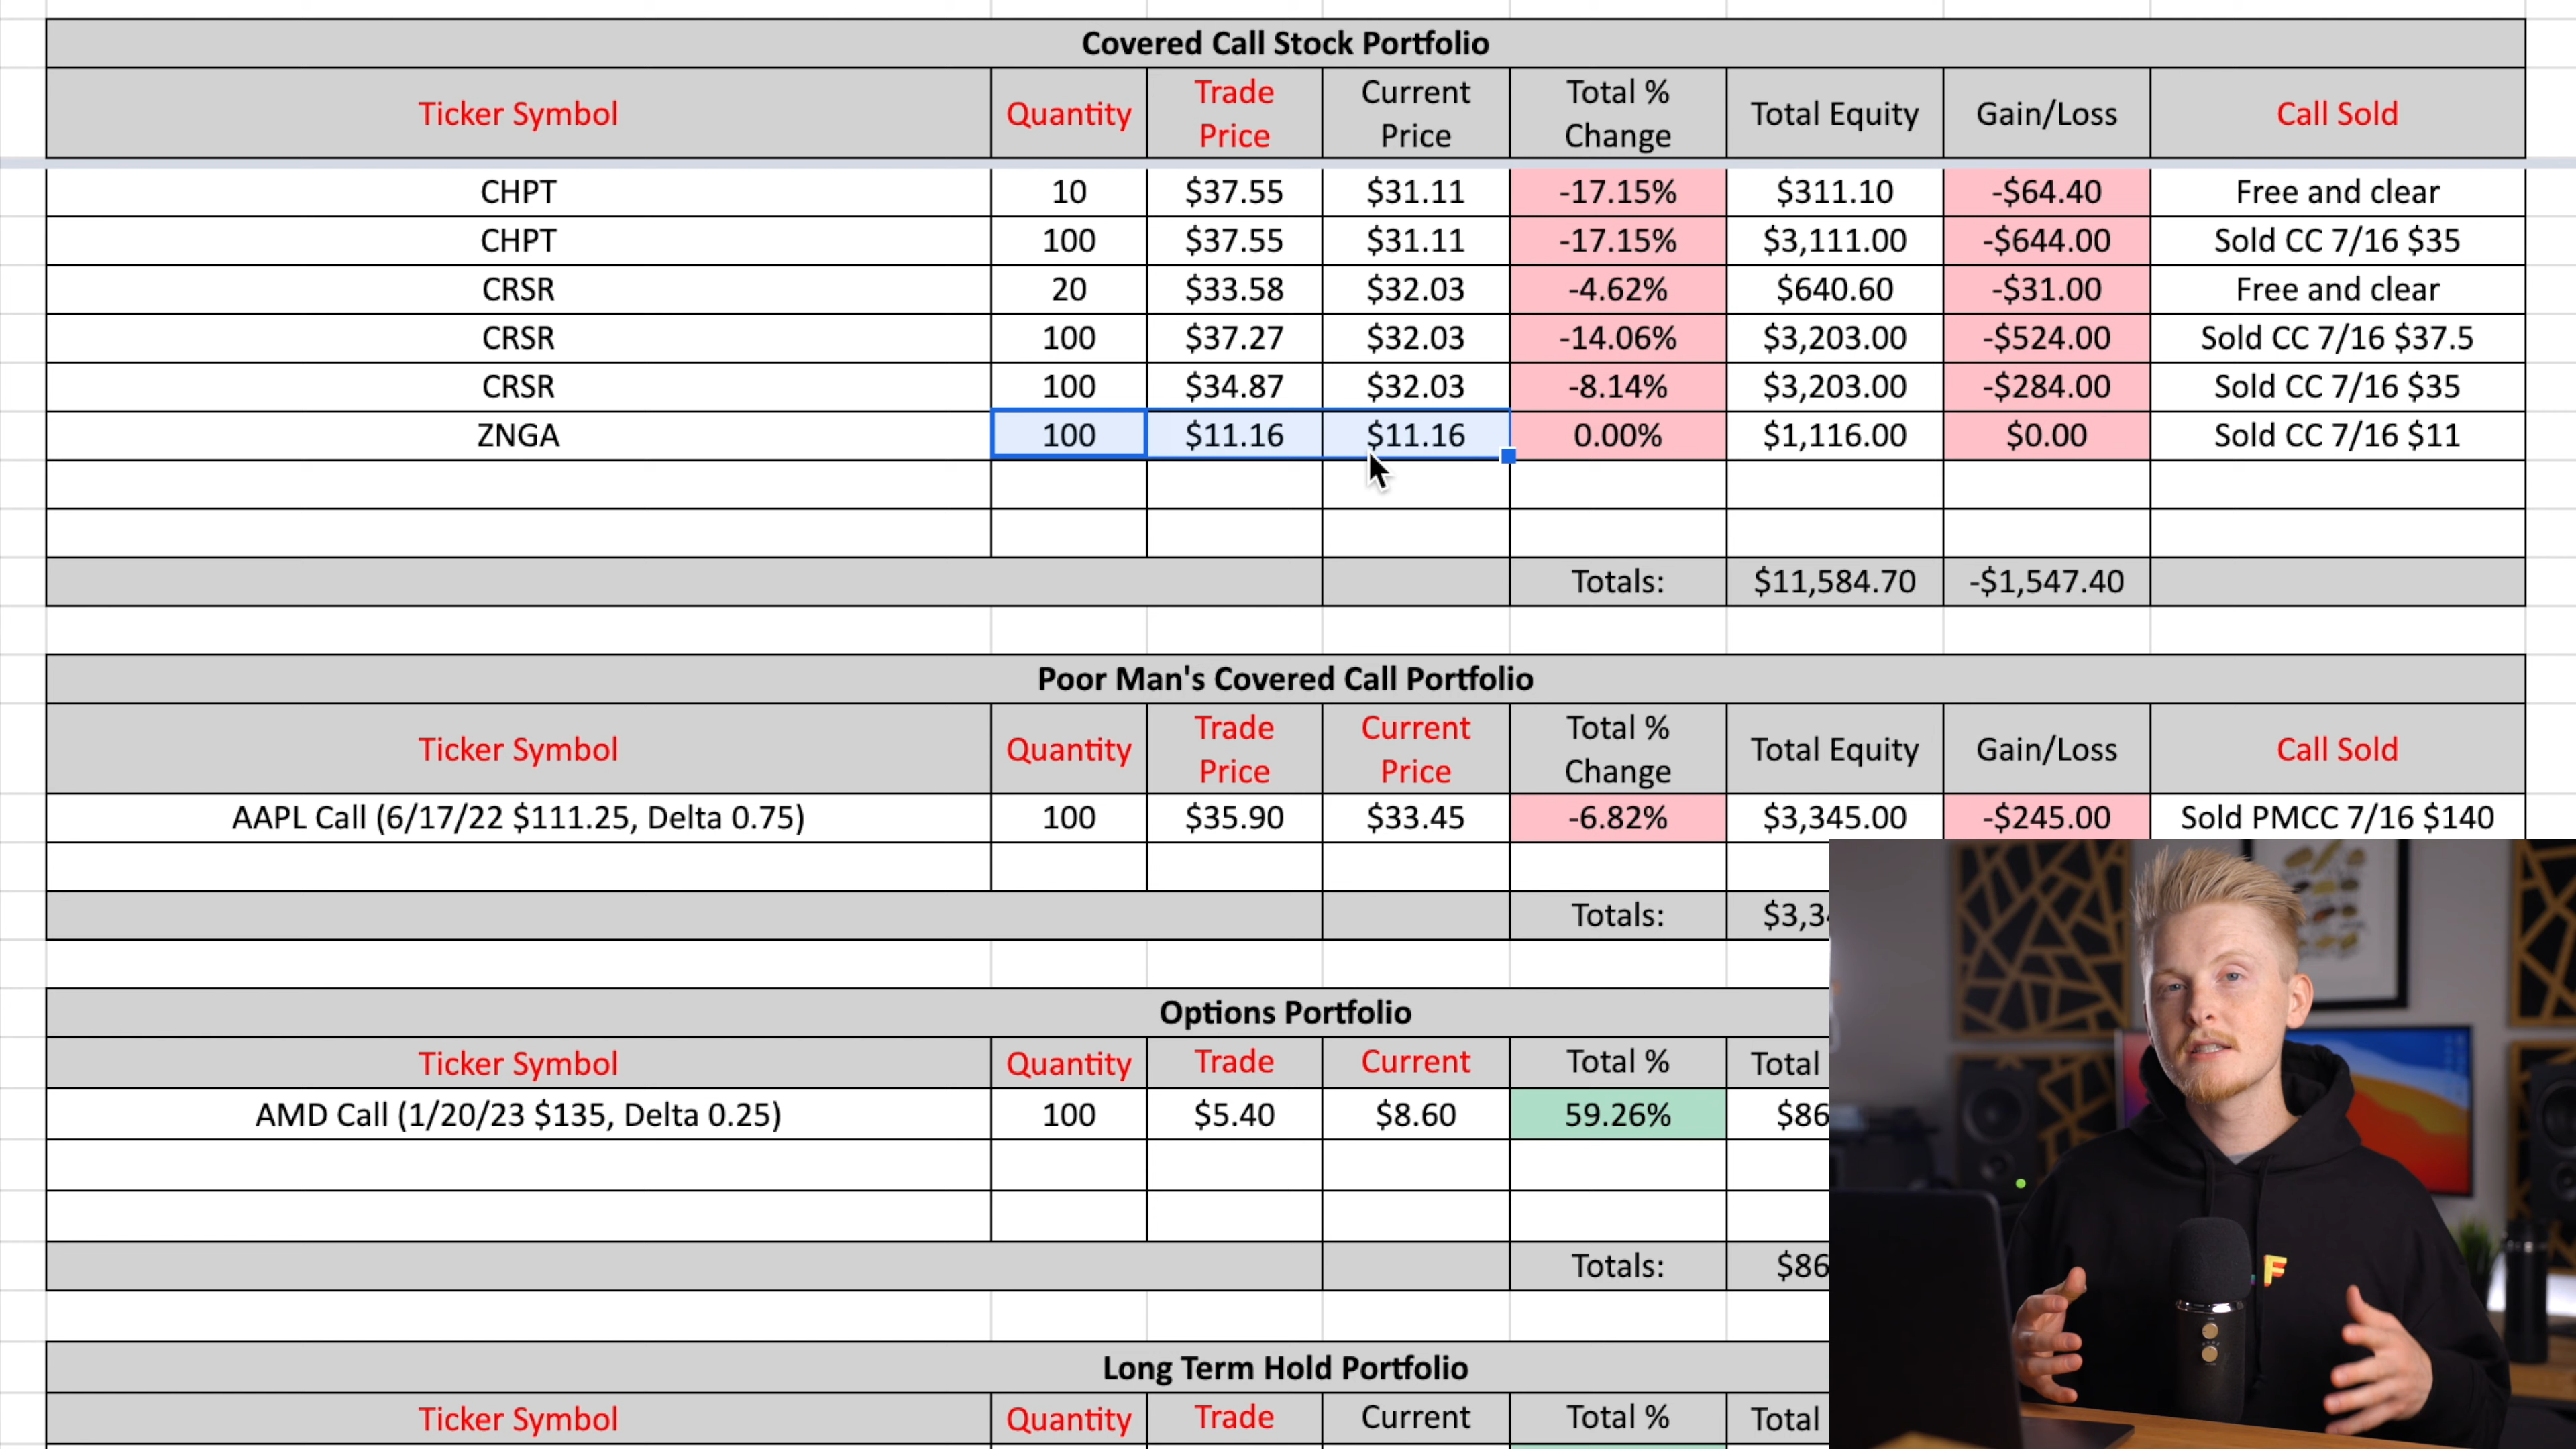 Covered Call Stock Portfolio
Ticker Symbol Quantity Trade Price Current Price Total % Change Total Equity Gain/Loss Call Sold
CHPT 10 $37.55 $31.11 -17.15% $311.10 -$64.40 Free and clear
CHPT 100 $37.55 $31.11 -17.15% $3,111.00 -$644.00 Sold CC 7/16 $35
CRSR 20 $33.58 $32.03 -4.62% $640.60 -$31.00 Free and clear
CRSR 100 $37.27 $32.03 -14.06% $3,203.00 -$524.00 Sold CC 7/16 $37.5
CRSR 100 $34.87 $32.03 -8.14% $3,203.00 -$284.00 Sold CC 7/16 $35
ZNGA 100 $11.16 $11.16 0.00% $1,116.00 $0.00 Sold CC 7/16 $11
Totals: $11,584.70 -$1,547.40
Poor Man's Covered Call Portfolio
Ticker Symbol Quantity Trade Price Current Price Total % Change Total Equity Gain/Loss Call Sold
AAPL Call (6/17/22 $111.25, Delta 0.75) 100 $35.90 $33.45 -6.82% $3,345.00 -$245.00 Sold PMCC 7/16 $140
Totals: $3,3
Options Portfolio
Ticker Symbol Quantity Trade Current Total % Total
AMD Call (1/20/23 $135, Delta 0.25) 100 $5.40 $8.60 59.26% $86
Totals: $86
F
Long Term Hold Portfolio
Ticker Symbol Quantity Trade Current Total % Total